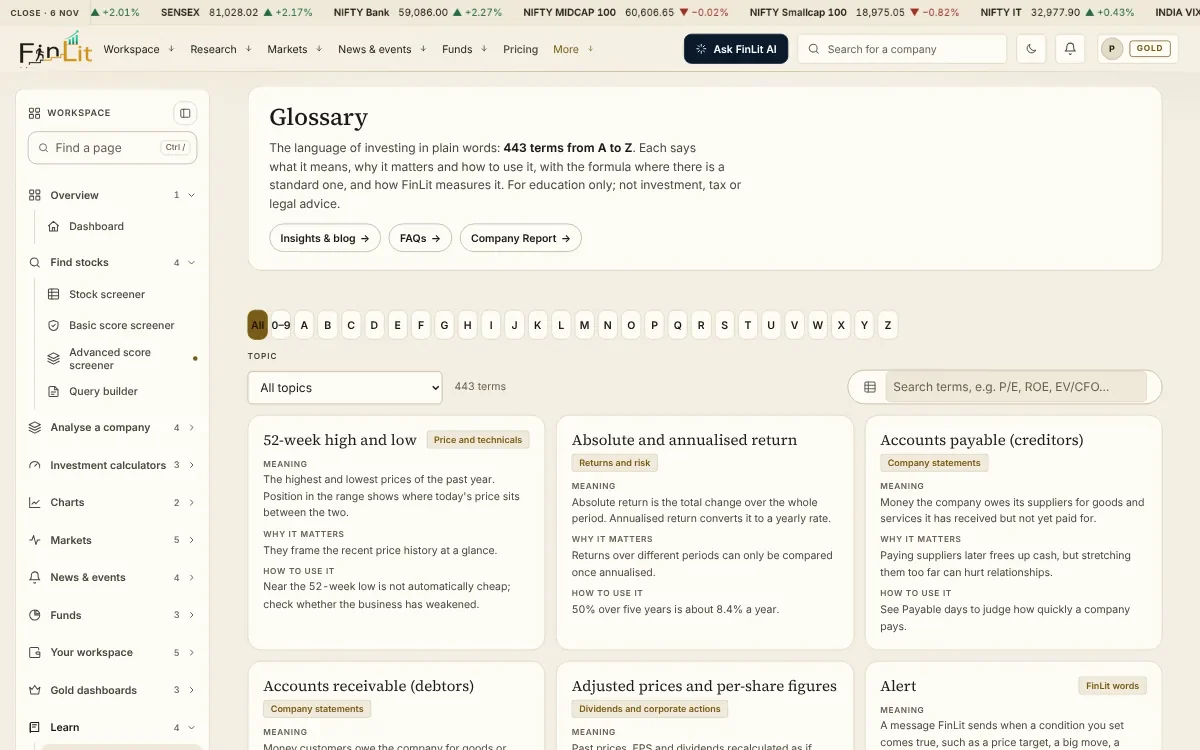 CLOSE · 6 NOV ▲ +2.01% SENSEX 81,028.02 ▲ +2.17% NIFTY Bank 59,086.00 ▲ +2.27% NIFTY MIDCAP 100 60,606.65 ▼ −0.02% NIFTY Smallcap 100 18,975.05 ▼ −0.82% NIFTY IT 32,977.90 ▲ +0.43% INDIA VIX
FinLit Workspace Research Markets News & events Funds Pricing More Ask FinLit AI Search for a company P GOLD
WORKSPACE
Find a page Ctrl /
Overview 1
Dashboard
Find stocks 4
Stock screener
Basic score screener
Advanced score
screener
Query builder
Analyse a company 4
Investment calculators 3
Charts 2
Markets 5
News & events 4
Funds 3
Your workspace 5
Gold dashboards 3
Learn 4
Glossary
The language of investing in plain words: 443 terms from A to Z. Each says
what it means, why it matters and how to use it, with the formula where there is a
standard one, and how FinLit measures it. For education only; not investment, tax or
legal advice.
Insights & blog → FAQs → Company Report →
All 0–9 A B C D E F G H I J K L M N O P Q R S T U V W X Y Z
TOPIC
All topics 443 terms Search terms, e.g. P/E, ROE, EV/CFO...
52-week high and low Price and technicals
MEANING
The highest and lowest prices of the past year.
Position in the range shows where today's price sits
between the two.
WHY IT MATTERS
They frame the recent price history at a glance.
HOW TO USE IT
Near the 52-week low is not automatically cheap;
check whether the business has weakened.
Absolute and annualised return
Returns and risk
MEANING
Absolute return is the total change over the whole
period. Annualised return converts it to a yearly rate.
WHY IT MATTERS
Returns over different periods can only be compared
once annualised.
HOW TO USE IT
50% over five years is about 8.4% a year.
Accounts payable (creditors)
Company statements
MEANING
Money the company owes its suppliers for goods and
services it has received but not yet paid for.
WHY IT MATTERS
Paying suppliers later frees up cash, but stretching
them too far can hurt relationships.
HOW TO USE IT
See Payable days to judge how quickly a company
pays.
Accounts receivable (debtors)
Company statements
MEANING
Money customers owe the company for goods or
Adjusted prices and per-share figures
Dividends and corporate actions
MEANING
Past prices, EPS and dividends recalculated as if
Alert FinLit words
MEANING
A message FinLit sends when a condition you set
comes true, such as a price target, a big move, a